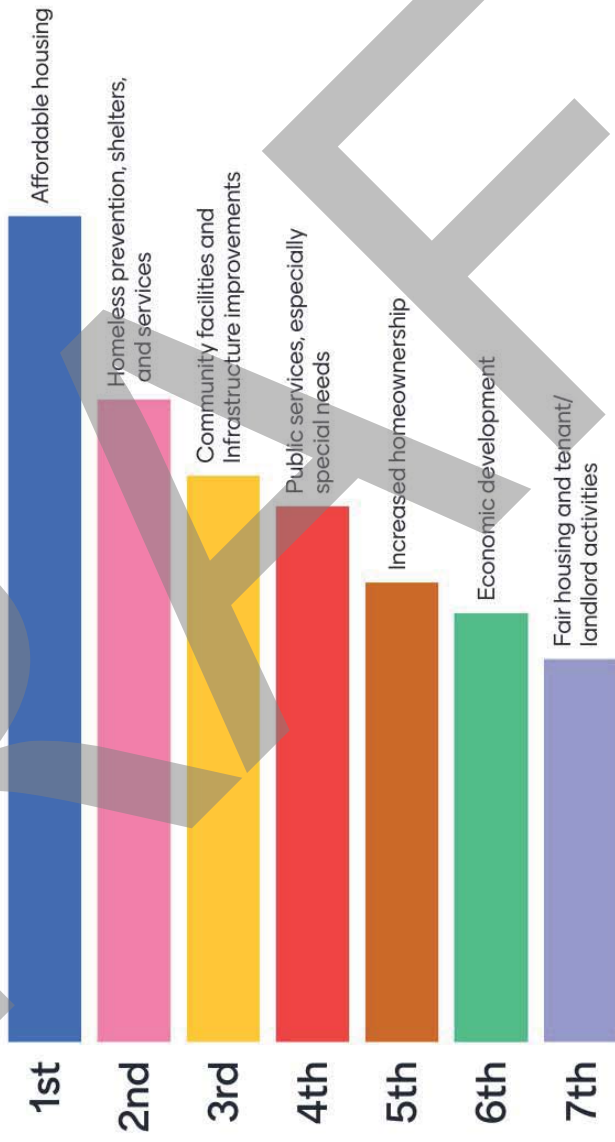 1st
Affordable housing
2nd
Homeless prevention, shelters,
and services
3rd
Community facilities and
Infrastructure improvements
4th
Public services, especially
special needs
5th
Increased homeownership
6th
Economic development
7th
Fair housing and tenant/
landlord activities